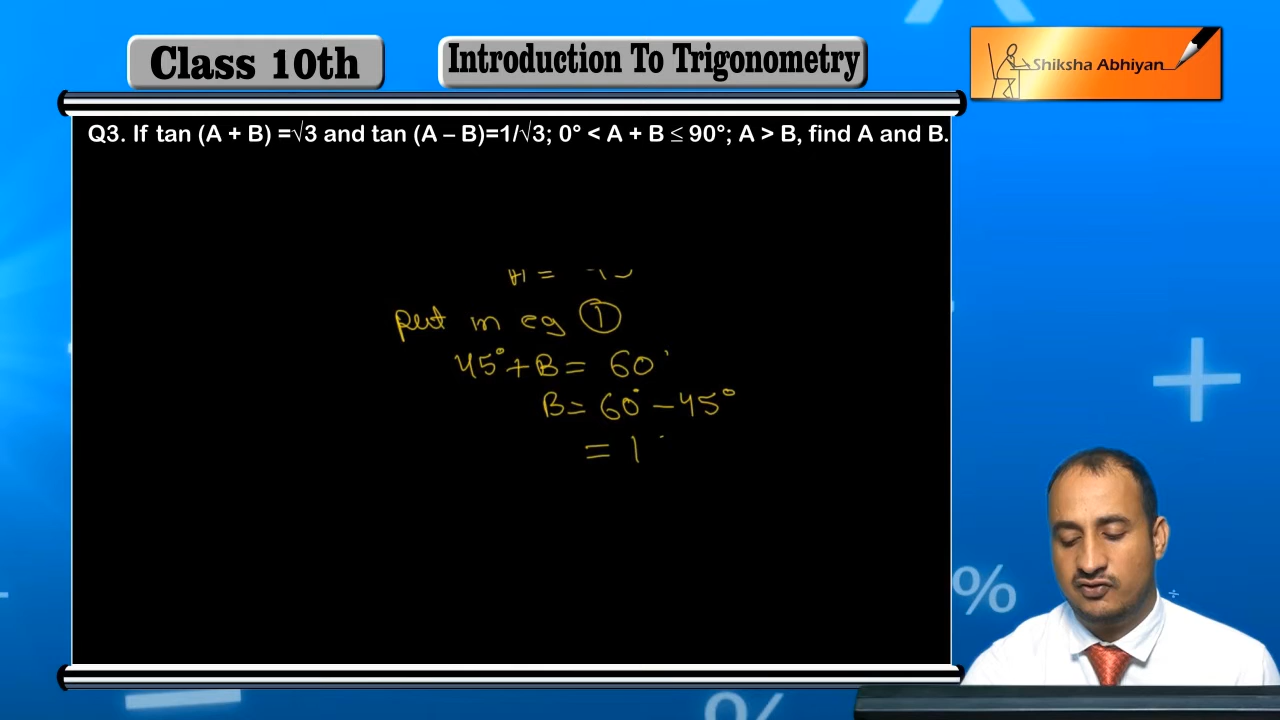 Class 10th
Introduction To Trigonometry
Shiksha Abhiyan
Q3. If tan (A + B) =√3 and tan (A – B)=1/√3; 0° < A + B ≤ 90°; A > B, find A and B.
put in eq ①
45°+B= 60°
B= 60°-45°
= 1